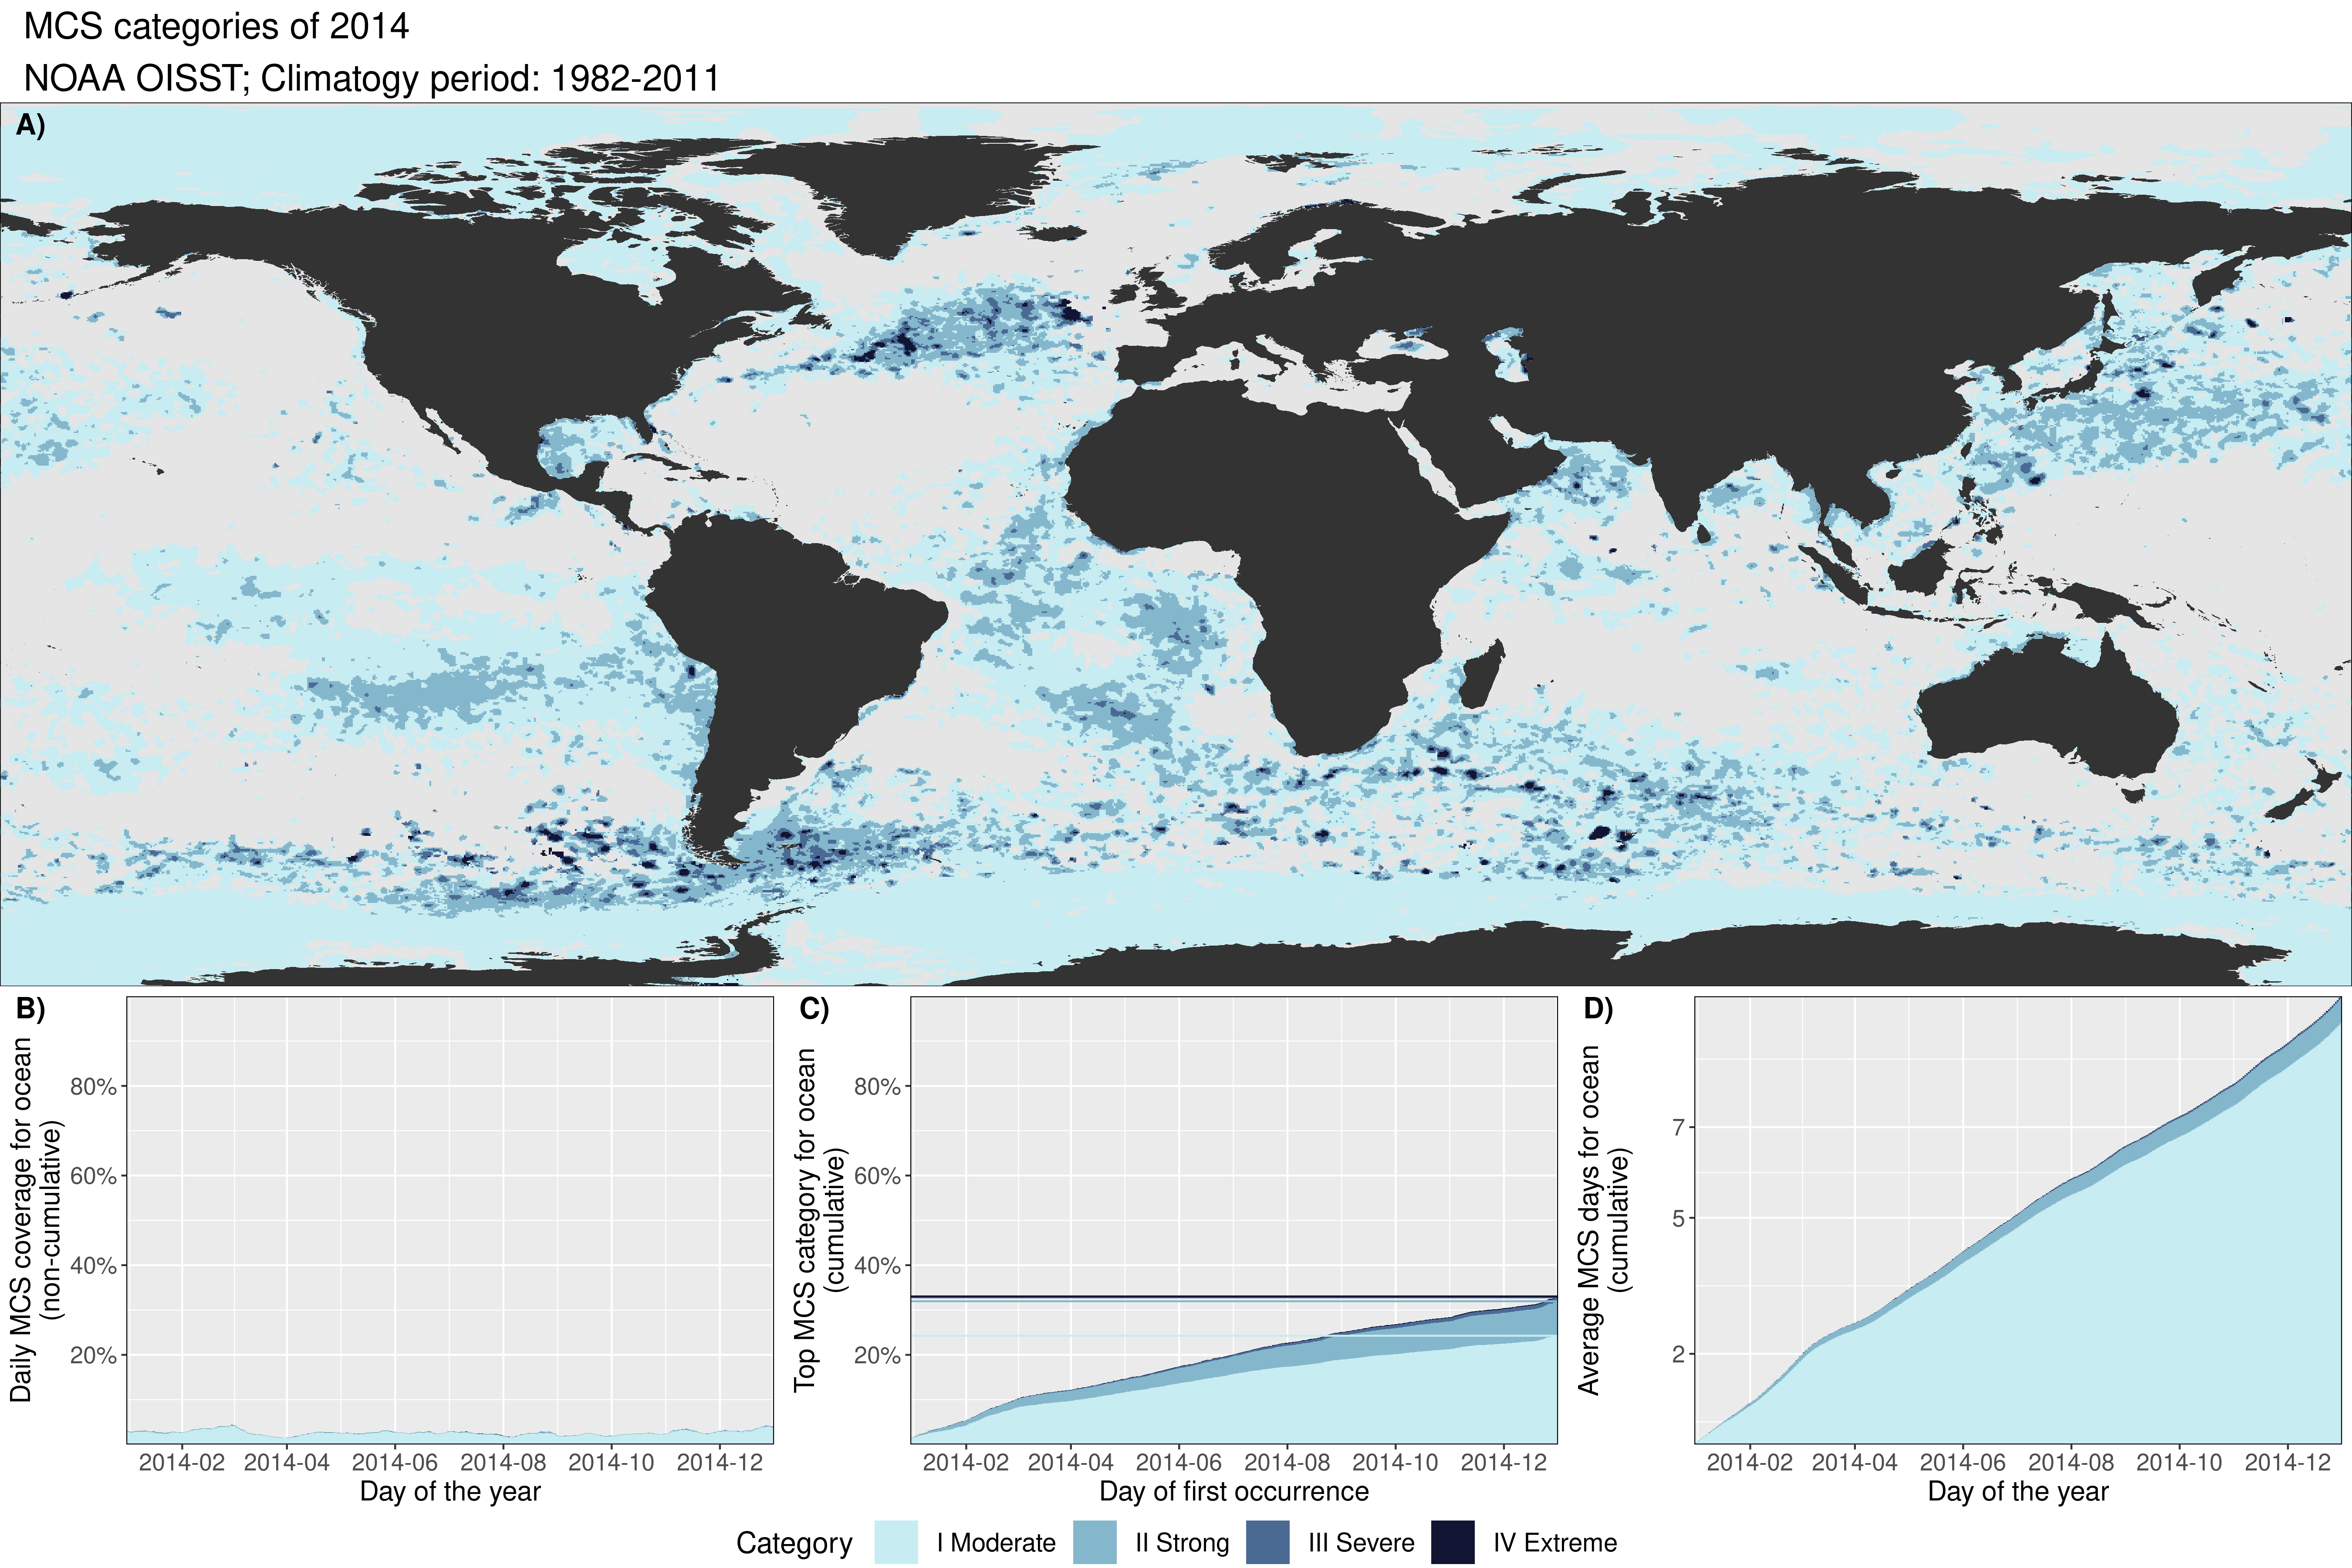 MCS categories of 2014
NOAA OISST; Climatogy period: 1982-2011
A)
B)
Daily MCS coverage for ocean
(non-cumulative)
80%
60%
40%
20%
2014-02 2014-04 2014-06 2014-08 2014-10 2014-12
Day of the year
C)
Top MCS category for ocean
(cumulative)
80%
60%
40%
20%
2014-02 2014-04 2014-06 2014-08 2014-10 2014-12
Day of first occurrence
D)
Average MCS days for ocean
(cumulative)
7
5
2
2014-02 2014-04 2014-06 2014-08 2014-10 2014-12
Day of the year
Category I Moderate II Strong III Severe IV Extreme